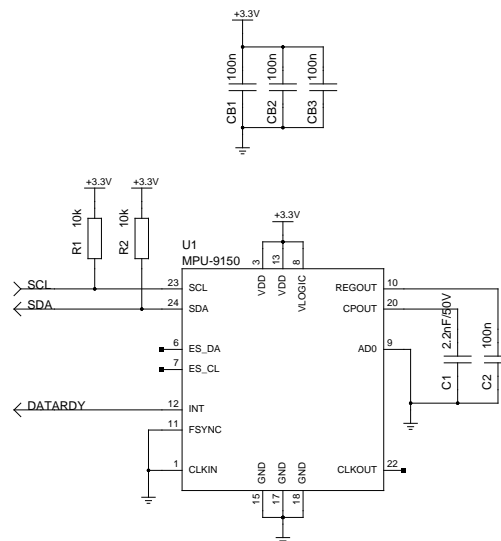 +3.3V
100n
100n
100n
CB1
CB2
CB3
+3.3V
+3.3V
10k
10k
R1
R2
+3.3V
U1
MPU-9150
3
13
8
VDD
VDD
VLOGIC
SCL
23
SCL
REGOUT
10
SDA
24
SDA
CPOUT
20
2.2nF/50V
100n
6
ES_DA
AD0
9
7
ES_CL
C1
C2
DATARDY
12
INT
11
FSYNC
1
CLKIN
CLKOUT
22
GND
GND
GND
15
17
18